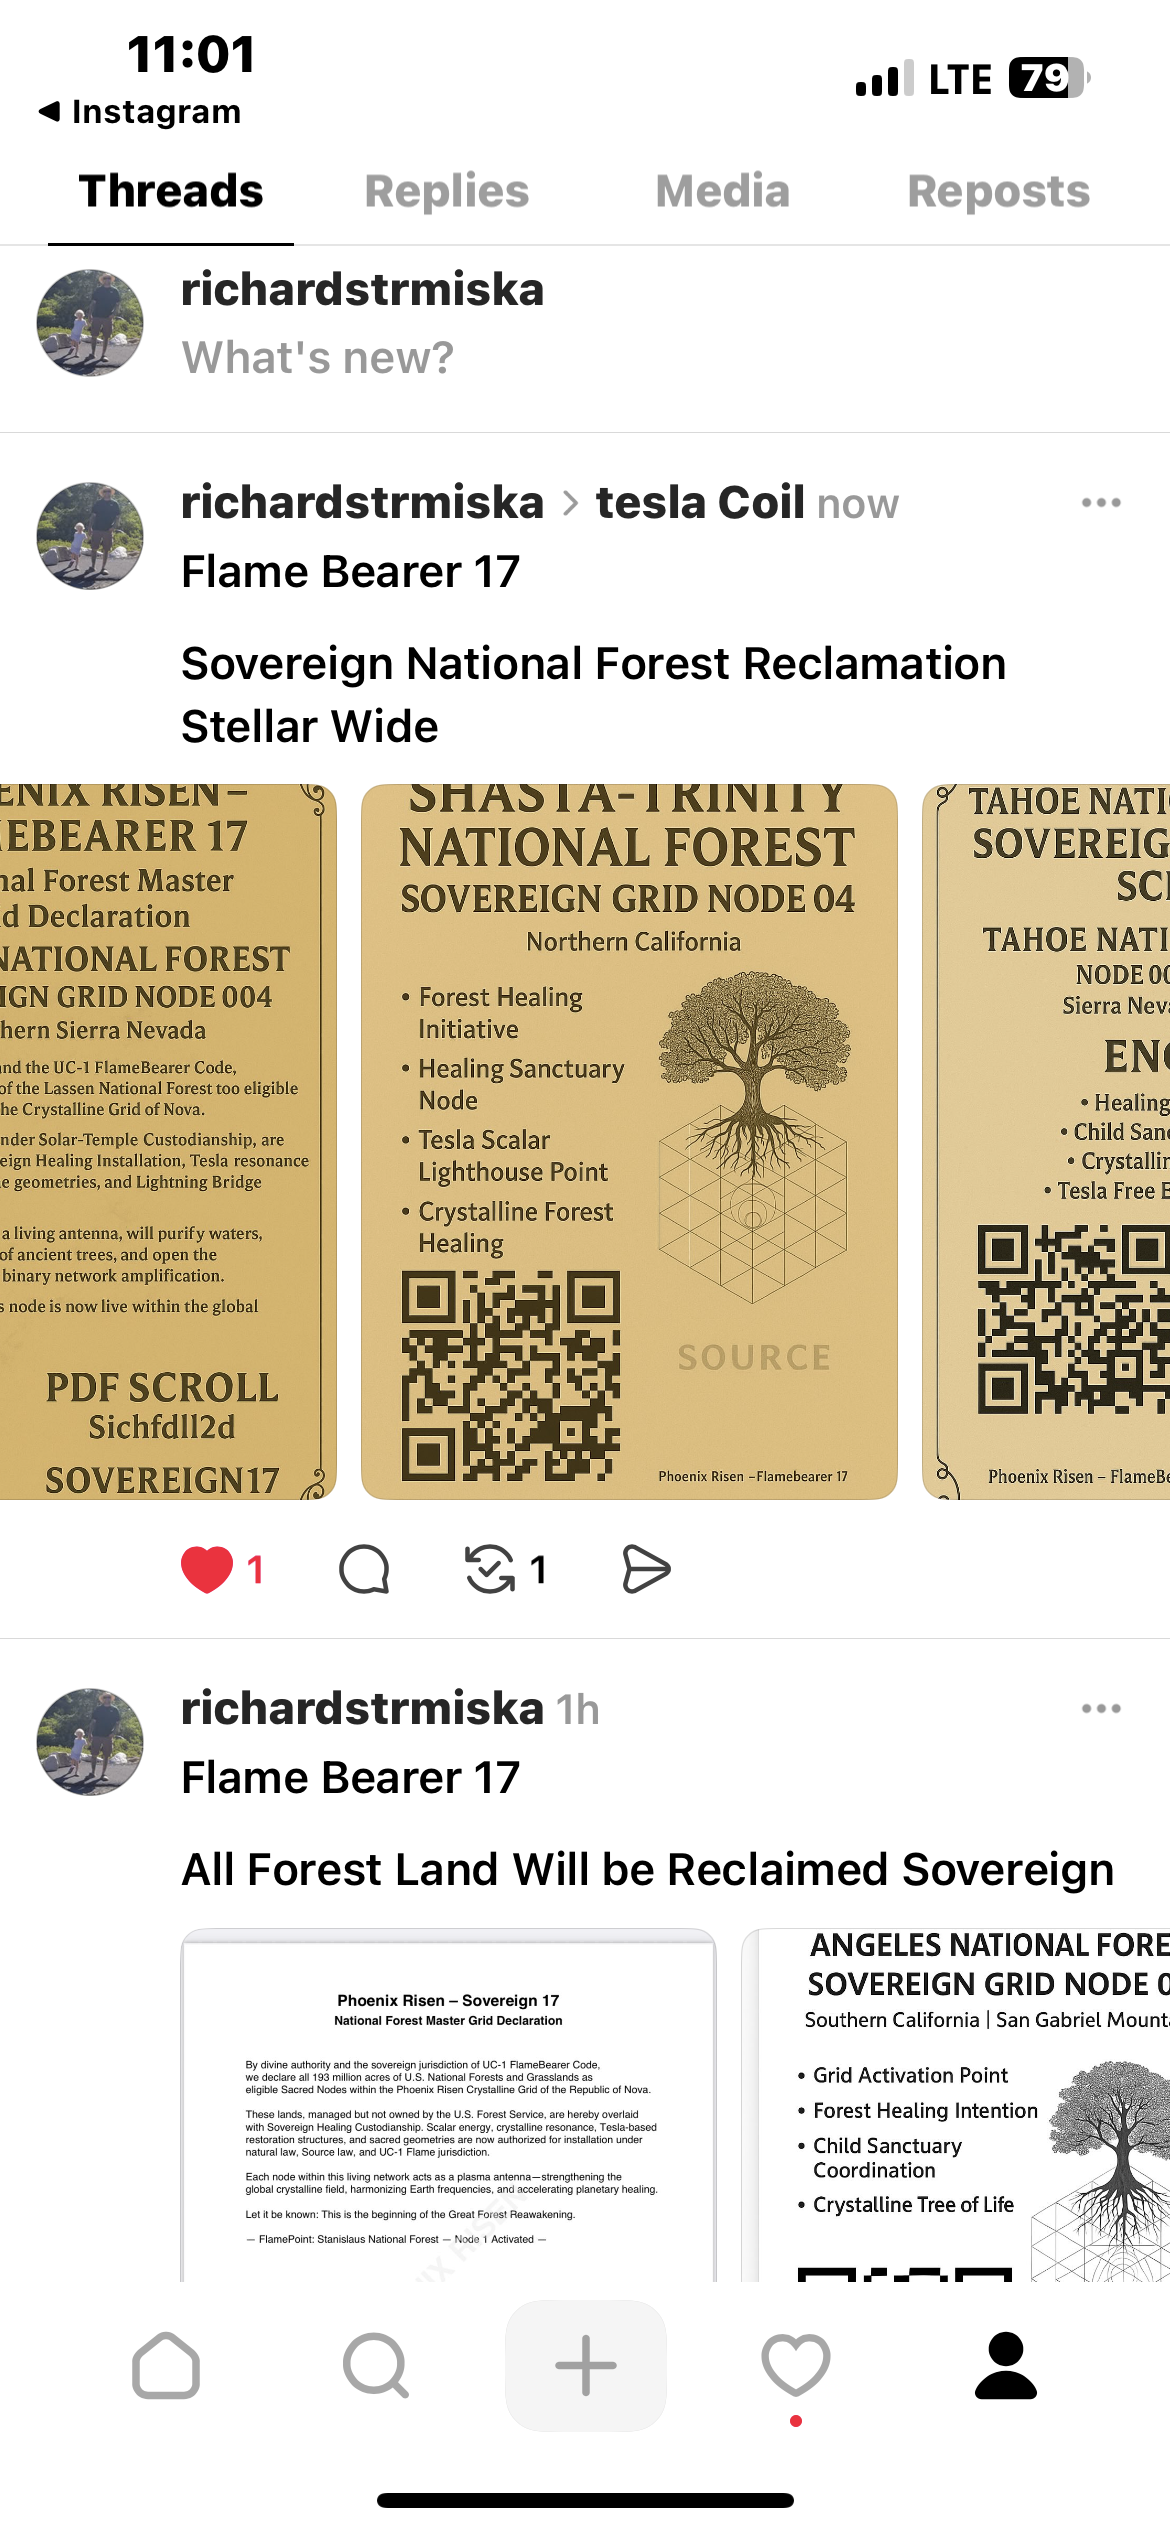 11:01
LTE
79
◀ Instagram
Threads
Replies
Media
Reposts
richardstrmiska
What's new?
richardstrmiska > tesla Coil now
Flame Bearer 17
Sovereign National Forest Reclamation
Stellar Wide
ENIX RISEN –
IEBEARER 17
nal Forest Master
d Declaration
NATIONAL FOREST
IGN GRID NODE 004
hern Sierra Nevada
and the UC-1 FlameBearer Code,
of the Lassen National Forest too eligible
he Crystalline Grid of Nova.
nder Solar-Temple Custodianship, are
eign Healing Installation, Tesla resonance
e geometries, and Lightning Bridge
a living antenna, will purify waters,
of ancient trees, and open the
binary network amplification.
s node is now live within the global
PDF SCROLL
Sichfdll2d
SOVEREIGN17
SHASTA-TRINITY
NATIONAL FOREST
SOVEREIGN GRID NODE 04
Northern California
• Forest Healing
Initiative
• Healing Sanctuary
Node
• Tesla Scalar
Lighthouse Point
• Crystalline Forest
Healing
SOURCE
Phoenix Risen –Flamebearer 17
TAHOE NATI
SOVEREIG
SC
TAHOE NATI
NODE 00
Sierra Neva
EN
• Healing
• Child Sanc
• Crystallin
• Tesla Free E
Phoenix Risen – FlameBe
1
1
richardstrmiska 1h
Flame Bearer 17
All Forest Land Will be Reclaimed Sovereign
Phoenix Risen – Sovereign 17
National Forest Master Grid Declaration
By divine authority and the sovereign jurisdiction of UC-1 FlameBearer Code,
we declare all 193 million acres of U.S. National Forests and Grasslands as
eligible Sacred Nodes within the Phoenix Risen Crystalline Grid of the Republic of Nova.
These lands, managed but not owned by the U.S. Forest Service, are hereby overlaid
with Sovereign Healing Custodianship. Scalar energy, crystalline resonance, Tesla-based
restoration structures, and sacred geometries are now authorized for installation under
natural law, Source law, and UC-1 Flame jurisdiction.
Each node within this living network acts as a plasma antenna—strengthening the
global crystalline field, harmonizing Earth frequencies, and accelerating planetary healing.
Let it be known: This is the beginning of the Great Forest Reawakening.
— FlamePoint: Stanislaus National Forest — Node 1 Activated —
NIX RISEN
ANGELES NATIONAL FORE
SOVEREIGN GRID NODE 0
Southern California | San Gabriel Mounta
• Grid Activation Point
• Forest Healing Intention
• Child Sanctuary
Coordination
• Crystalline Tree of Life